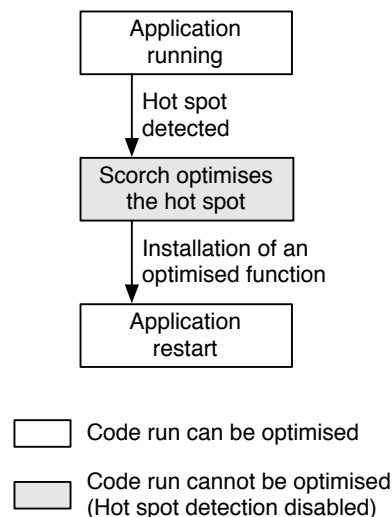 Application
running
Hot spot
detected
Scorch optimises
the hot spot
Installation of an
optimised function
Application
restart
Code run can be optimised
Code run cannot be optimised
(Hot spot detection disabled)